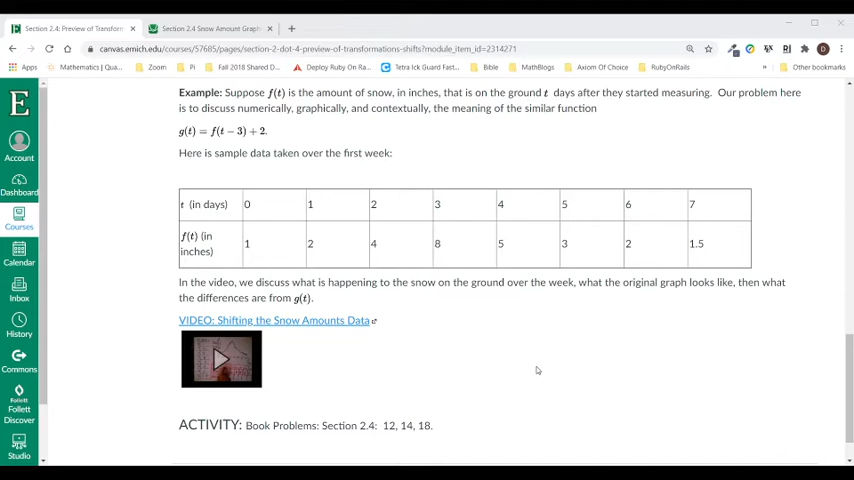 Section 2.4: Preview of Transform
Section 2.4 Snow Amount Graph
canvas.emich.edu/courses/57685/pages/section-2-dot-4-preview-of-transformations-shifts?module_item_id=2314271
D
Apps
Mathematics | Qua...
Zoom
Pi
Fall 2018 Shared D...
Deploy Ruby On Ra...
Tetra Ick Guard Fast...
Bible
MathBlogs
Axiom Of Choice
RubyOnRails
»
Other bookmarks
E
Account
Dashboard
Courses
Calendar
Inbox
History
Commons
Follett
Discover
Studio
Example: Suppose f(t) is the amount of snow, in inches, that is on the ground t days after they started measuring. Our problem here
is to discuss numerically, graphically, and contextually, the meaning of the similar function
g(t) = f(t − 3) + 2.
Here is sample data taken over the first week:
t (in days) 0 1 2 3 4 5 6 7
f(t) (in
inches) 1 2 4 8 5 3 2 1.5
In the video, we discuss what is happening to the snow on the ground over the week, what the original graph looks like, then what
the differences are from g(t).
VIDEO: Shifting the Snow Amounts Data
ACTIVITY: Book Problems: Section 2.4: 12, 14, 18.